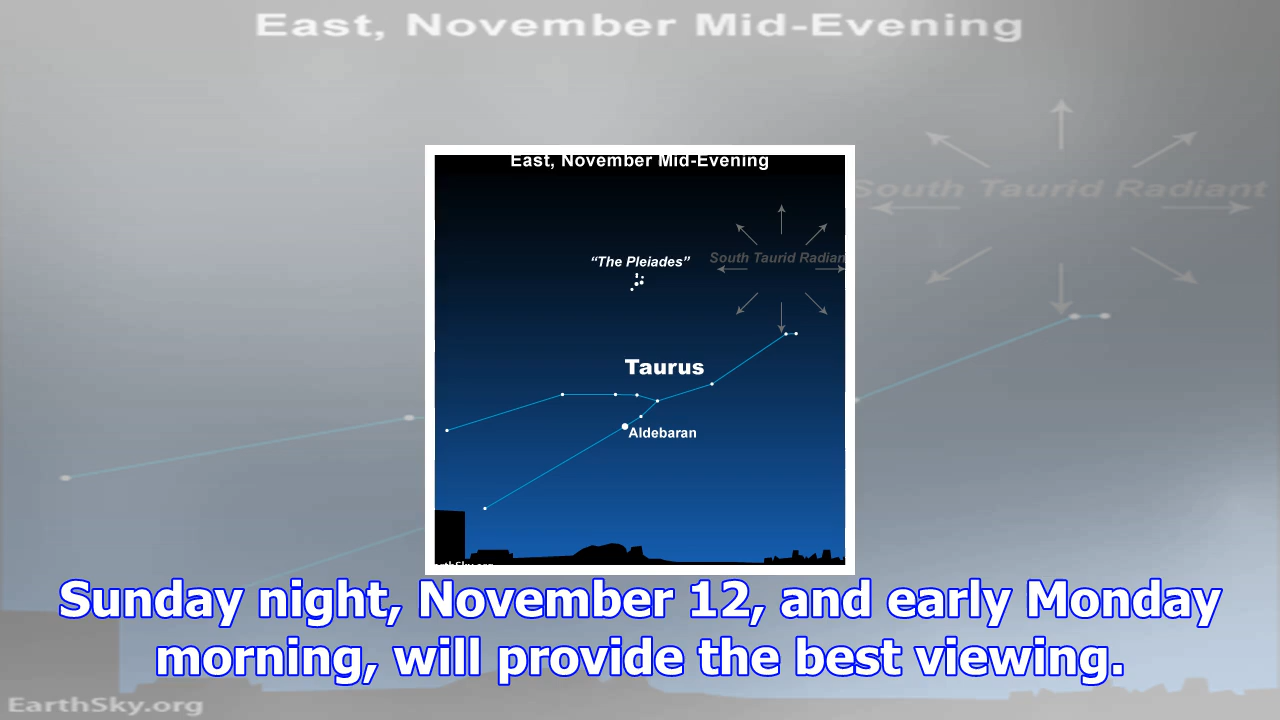 East, November Mid-Evening
South Taurid Radiant
East, November Mid-Evening
“The Pleiades”
South Taurid Radian
Taurus
Aldebaran
Sunday night, November 12, and early Monday
morning, will provide the best viewing.
EarthSky.org